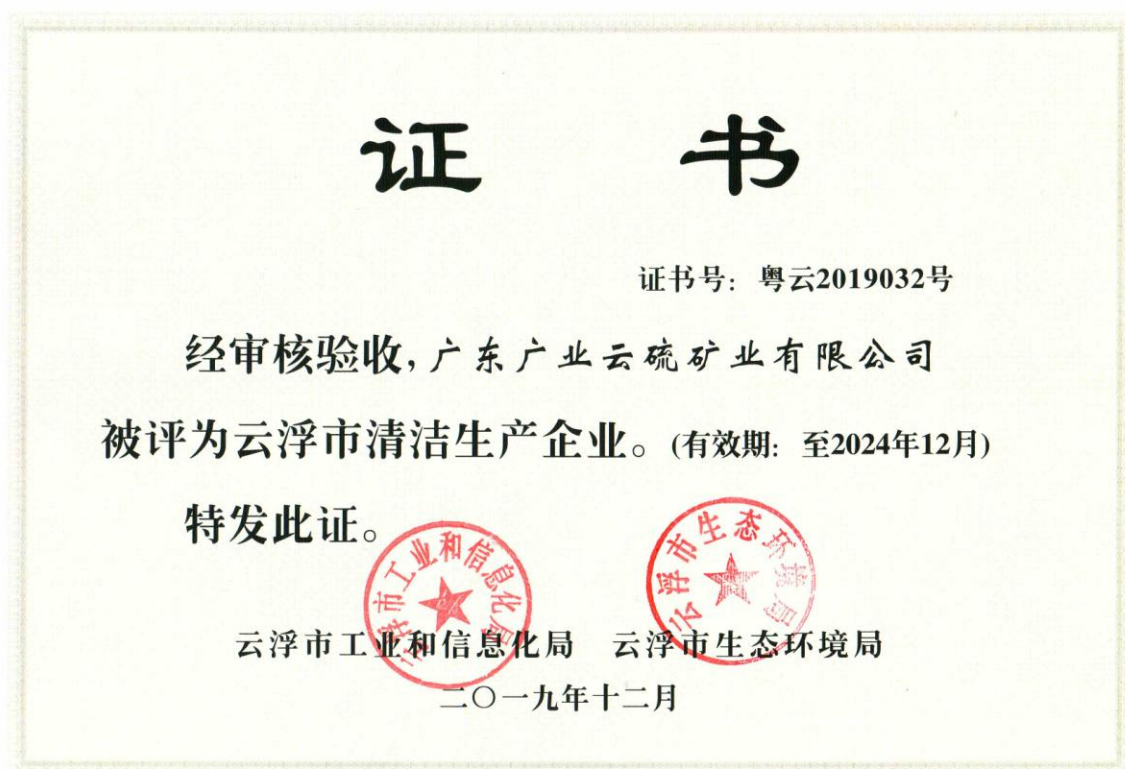 证 书
证书号：粤云2019032号
经审核验收，广东广业云硫矿业有限公司
被评为云浮市清洁生产企业。(有效期：至2024年12月)
特发此证。
云浮市工业和信息化局
云浮市生态环境局
云浮市工业和信息化局 云浮市生态环境局
二〇一九年十二月